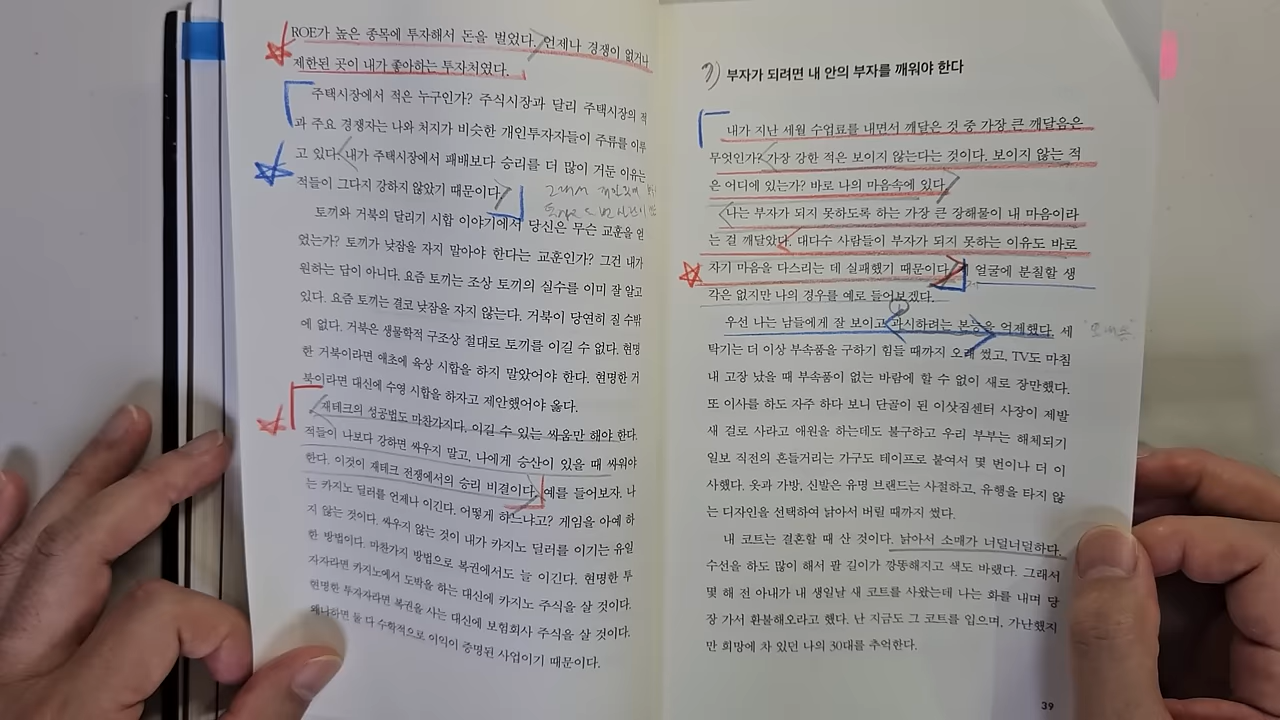 ROE가 높은 종목에 투자해서 돈을 벌었다. 언제나 경쟁이 없거나
제한된 곳이 내가 좋아하는 투자처였다.
주택시장에서 적은 누구인가? 주식시장과 달리 주택시장의 적
과 주요 경쟁자는 나와 처지가 비슷한 개인투자자들이 주류를 이루
고 있다. 내가 주택시장에서 패배보다 승리를 더 많이 거둔 이유는
적들이 그다지 강하지 않았기 때문이다.
토끼와 거북의 달리기 시합 이야기에서 당신은 무슨 교훈을 얻
었는가? 토끼가 낮잠을 자지 말아야 한다는 교훈인가? 그건 내가
원하는 답이 아니다. 요즘 토끼는 조상 토끼의 실수를 이미 잘 알고
있다. 요즘 토끼는 결코 낮잠을 자지 않는다. 거북이 당연히 질 수밖
에 없다. 거북은 생물학적 구조상 절대로 토끼를 이길 수 없다. 현명
한 거북이라면 애초에 육상 시합을 하지 말았어야 한다. 현명한 거
북이라면 대신에 수영 시합을 하자고 제안했어야 옳다.
재테크의 성공법도 마찬가지다. 이길 수 있는 싸움만 해야 한다.
적들이 나보다 강하면 싸우지 말고, 나에게 승산이 있을 때 싸워야
한다. 이것이 재테크 전쟁에서의 승리 비결이다. 예를 들어보자. 나
는 카지노 딜러를 언제나 이긴다. 어떻게 하느냐고? 게임을 아예 하
지 않는 것이다. 싸우지 않는 것이 내가 카지노 딜러를 이기는 유일
한 방법이다. 마찬가지 방법으로 복권에서도 늘 이긴다. 현명한 투
자자라면 카지노에서 도박을 하는 대신에 카지노 주식을 살 것이다.
현명한 투자자라면 복권을 사는 대신에 보험회사 주식을 살 것이다.
왜냐하면 둘 다 수학적으로 이익이 증명된 사업이기 때문이다.
7) 부자가 되려면 내 안의 부자를 깨워야 한다
내가 지난 세월 수업료를 내면서 깨달은 것 중 가장 큰 깨달음은
무엇인가? 가장 강한 적은 보이지 않는다는 것이다. 보이지 않는 적
은 어디에 있는가? 바로 나의 마음속에 있다.
나는 부자가 되지 못하도록 하는 가장 큰 장해물이 내 마음이라
는 걸 깨달았다. 대다수 사람들이 부자가 되지 못하는 이유도 바로
자기 마음을 다스리는 데 실패했기 때문이다. 얼굴에 분칠할 생
각은 없지만 나의 경우를 예로 들어보겠다.
우선 나는 남들에게 잘 보이고 과시하려는 본능을 억제했다. 세
탁기는 더 이상 부속품을 구하기 힘들 때까지 오래 썼고, TV도 마침
내 고장 났을 때 부속품이 없는 바람에 할 수 없이 새로 장만했다.
또 이사를 하도 자주 하다 보니 단골이 된 이삿짐센터 사장이 제발
새 걸로 사라고 애원을 하는데도 불구하고 우리 부부는 해체되기
일보 직전의 흔들거리는 가구도 테이프로 붙여서 몇 번이나 더 이
사했다. 옷과 가방, 신발은 유명 브랜드는 사절하고, 유행을 타지 않
는 디자인을 선택하여 낡아서 버릴 때까지 썼다.
내 코트는 결혼할 때 산 것이다. 낡아서 소매가 너덜너덜하다.
수선을 하도 많이 해서 팔 길이가 깡똥해지고 색도 바랬다. 그래서
몇 해 전 아내가 내 생일날 새 코트를 사왔는데 나는 화를 내며 당
장 가서 환불해오라고 했다. 난 지금도 그 코트를 입으며, 가난했지
만 희망에 차 있던 나의 30대를 추억한다.
39